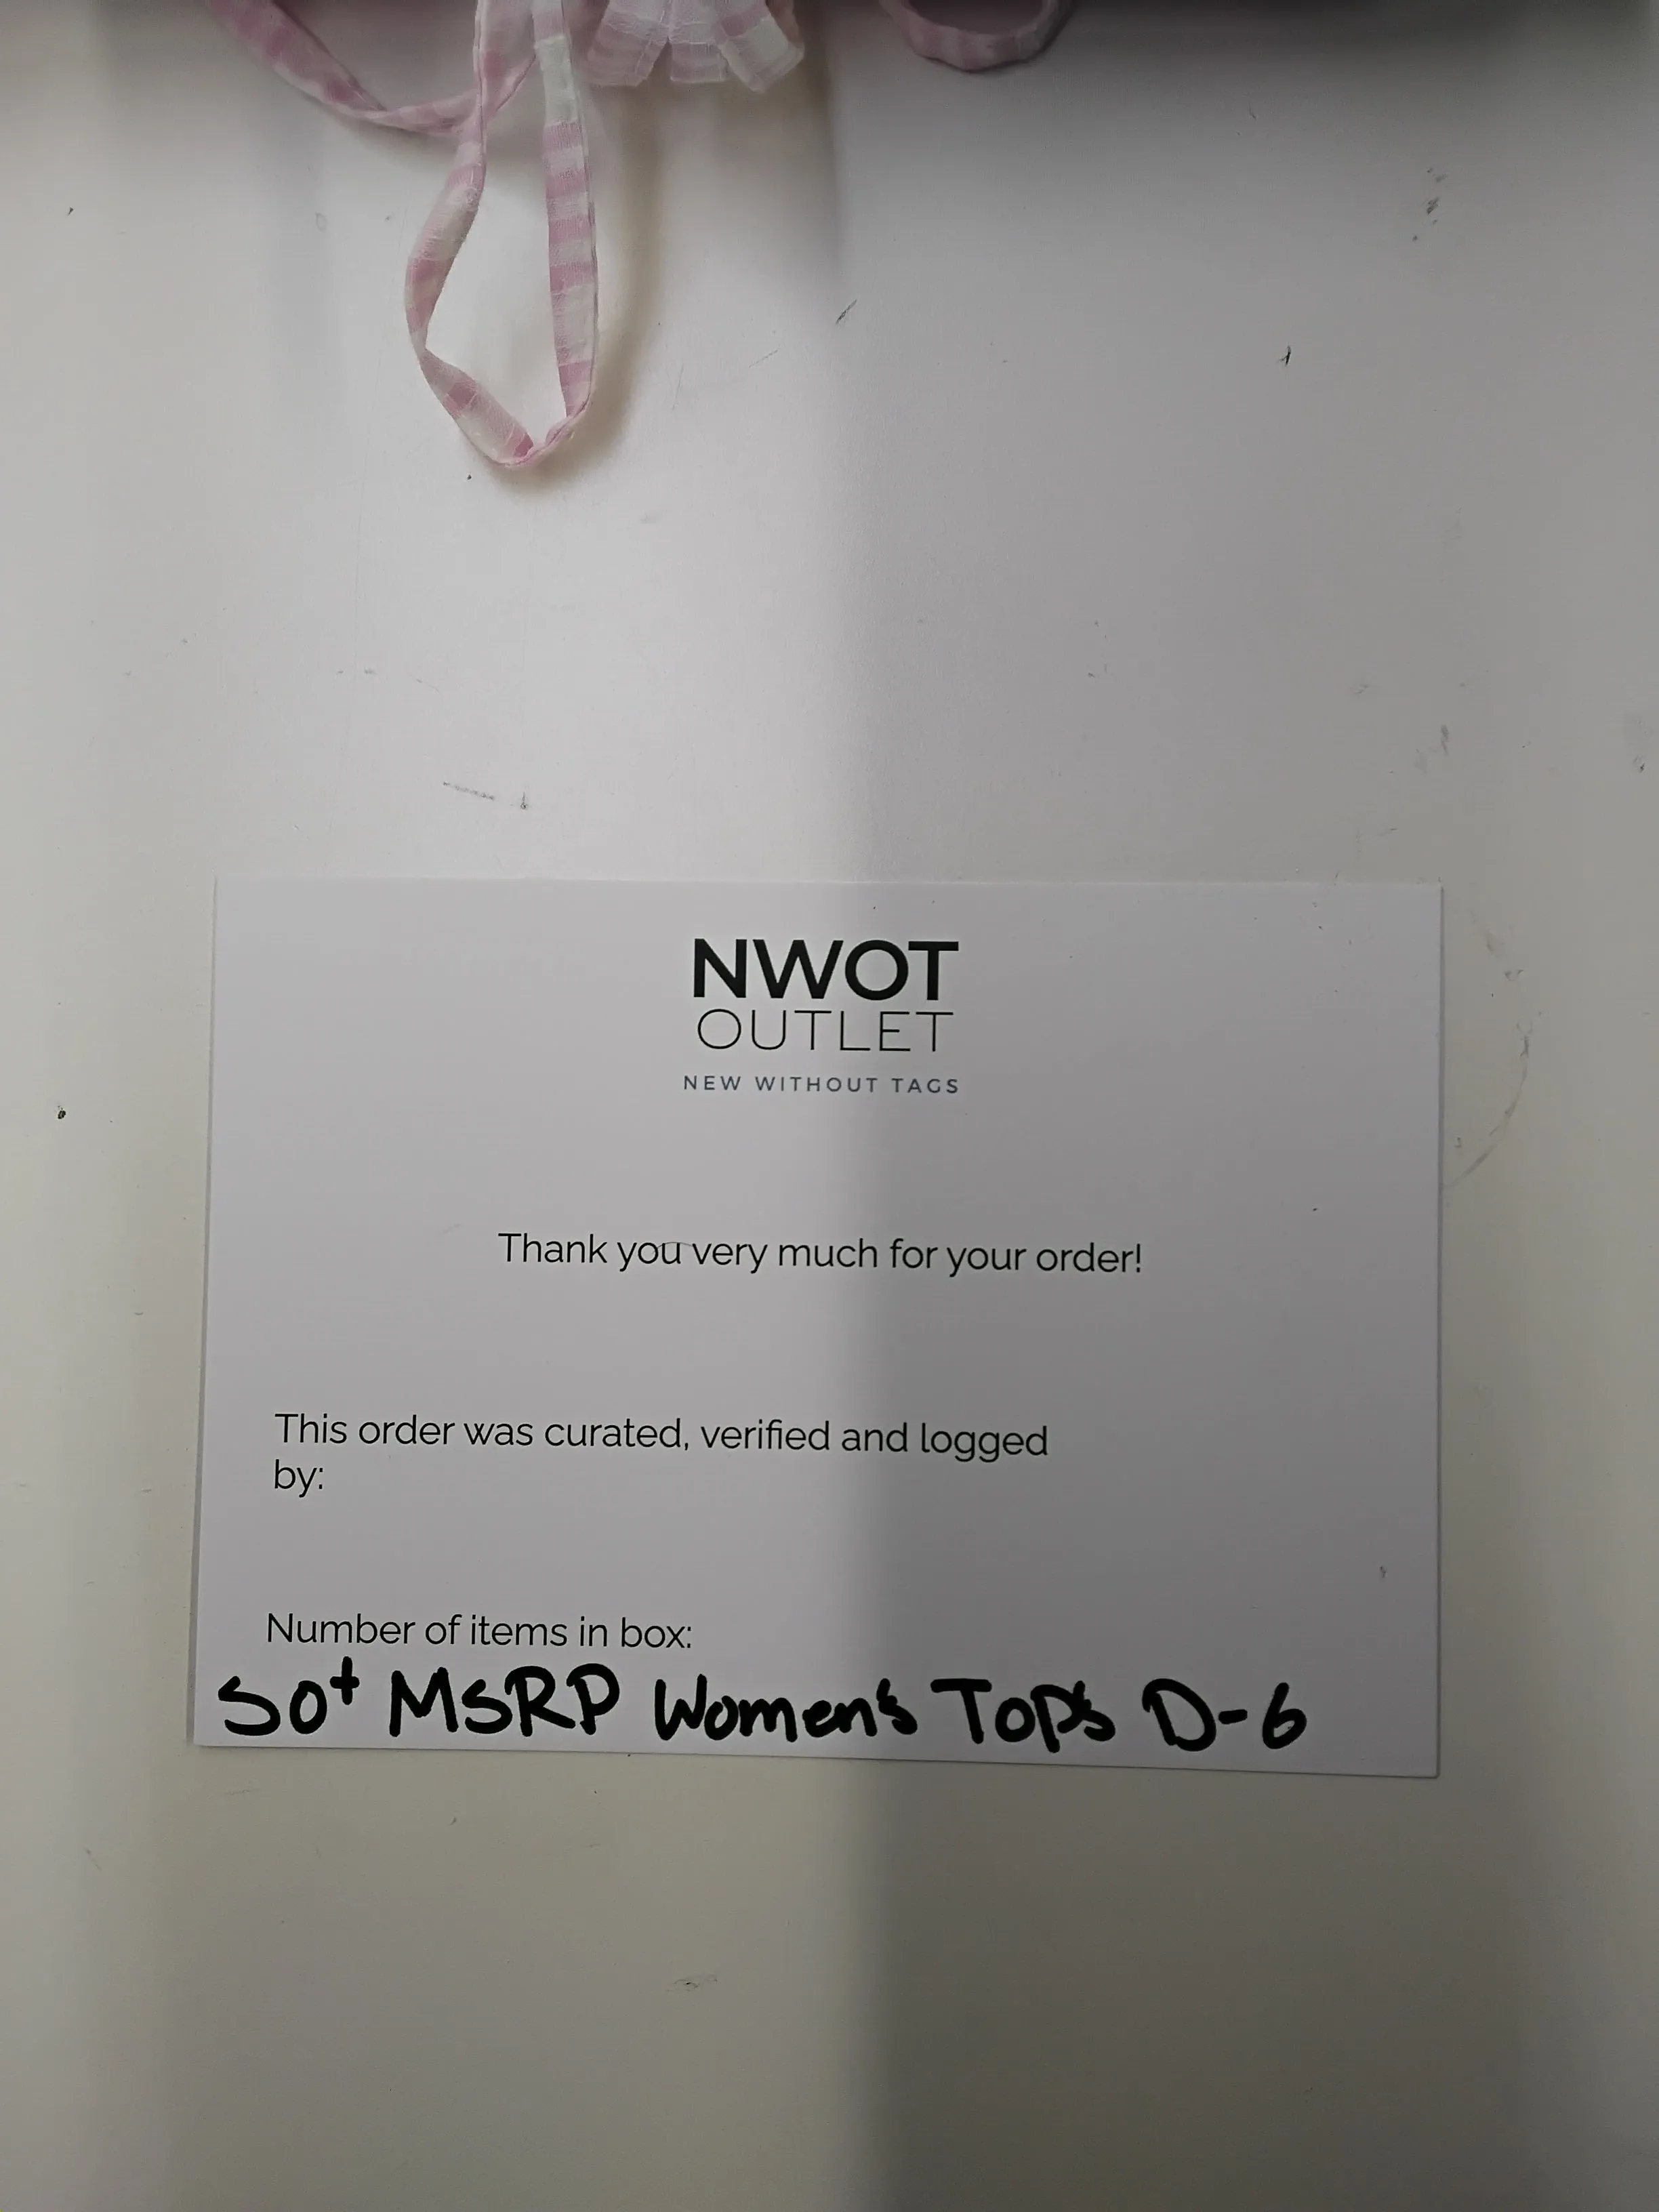 NWOT
OUTLET
NEW WITHOUT TAGS
Thank you very much for your order!
This order was curated, verified and logged
by:
Number of items in box:
50+ MSRP Women's Top's D-6